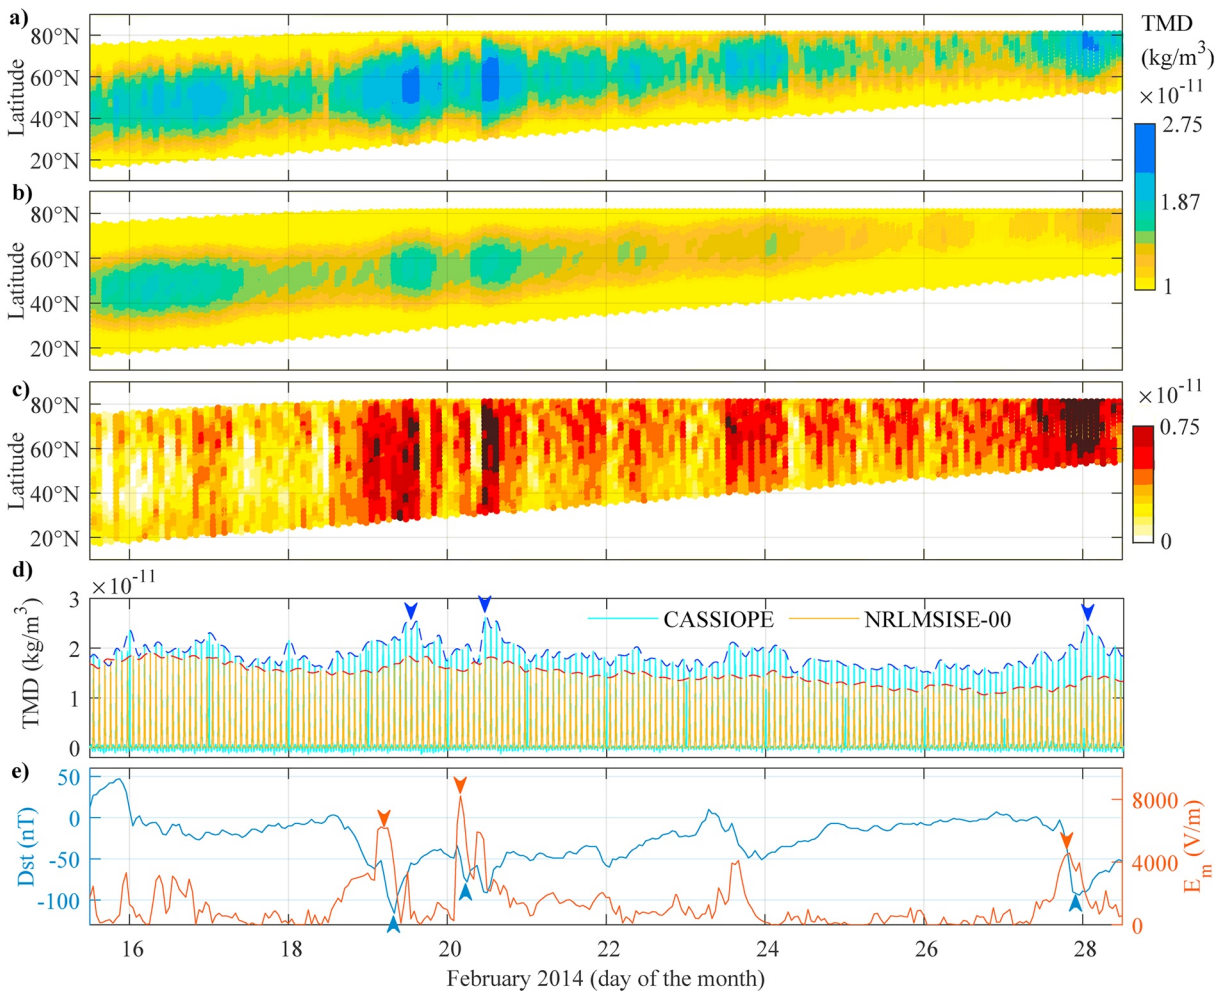 a)
80°N
60°N
40°N
20°N
Latitude
TMD
(kg/m³)
×10⁻¹¹
2.75
1.87
1
b)
80°N
60°N
40°N
20°N
Latitude
c)
80°N
60°N
40°N
20°N
Latitude
×10⁻¹¹
0.75
0
d)
×10⁻¹¹
3
2
1
0
TMD (kg/m³)
CASSIOPE
NRLMSISE-00
e)
50
0
-50
-100
Dst (nT)
8000
4000
0
Eₘ (V/m)
16
18
20
22
24
26
28
February 2014 (day of the month)